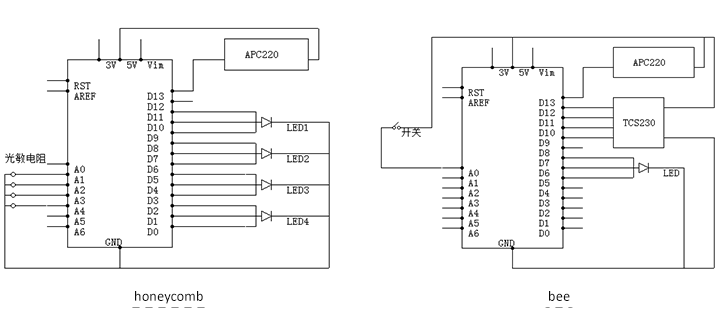 3V 5V Vim
APC220
RST
AREF
D13
D12
D11
D10
D9
D8
D7
D6
D5
D4
D3
D2
D1
D0
LED1
LED2
LED3
LED4
光敏电阻
A0
A1
A2
A3
A4
A5
A6
GND
honeycomb
3V 5V Vim
APC220
RST
AREF
D13
D12
D11
D10
D9
D8
D7
D6
D5
D4
D3
D2
D1
D0
TCS230
开关
LED
A0
A1
A2
A3
A4
A5
A6
GND
bee